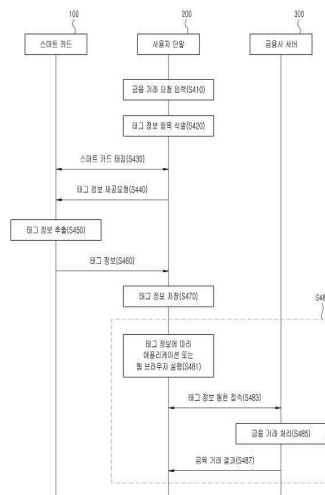 100
200
300
스마트 카드
사용자 단말
금융사 서버
금융 거래 요청 입력(S410)
태그 정보 항목 식별(S420)
스마트 카드 태깅(S430)
태그 정보 제공요청(S440)
태그 정보 추출(S450)
태그 정보(S460)
태그 정보 저장(S470)
S48
태그 정보에 따라
애플리케이션 또는
웹 브라우저 실행(S481)
태그 정보 통한 접속(S483)
금융 거래 처리(S485)
금융 거래 결과(S487)